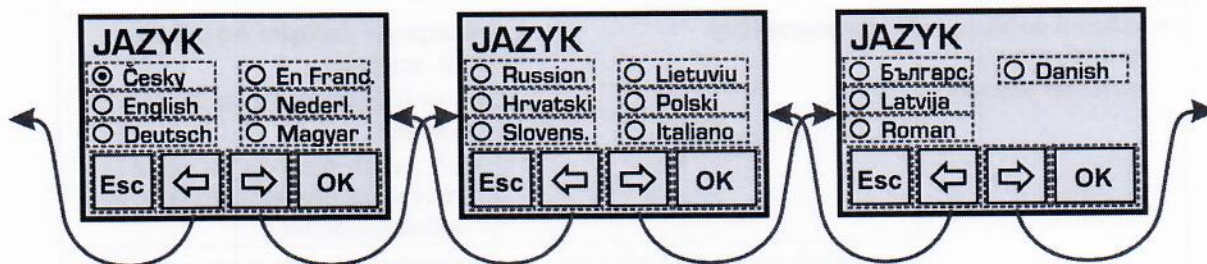 JAZYK
Česky
English
Deutsch
En Franc.
Nederl.
Magyar
Esc
OK
JAZYK
Russion
Hrvatski
Slovens.
Lietuviu
Polski
Italiano
Esc
OK
JAZYK
Българс.
Latvija
Roman
Danish
Esc
OK